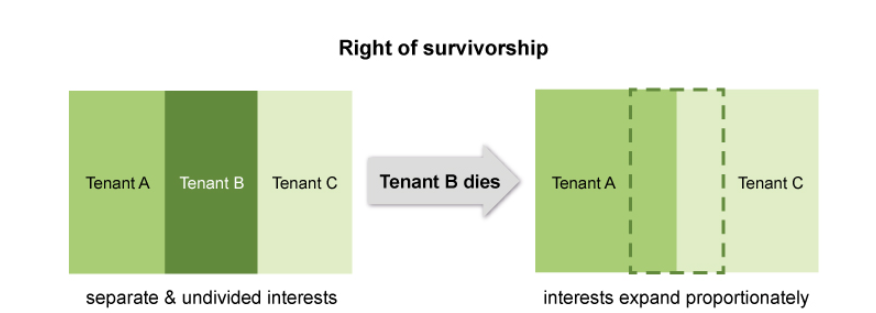 Right of survivorship
Tenant A
Tenant B
Tenant C
Tenant B dies
Tenant A
Tenant C
separate & undivided interests
interests expand proportionately